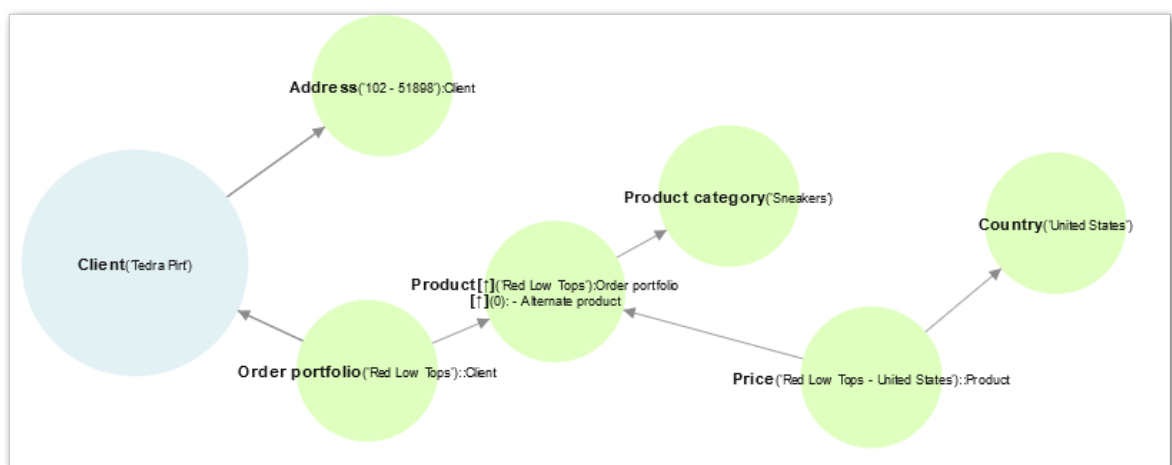 Address('102 - 51898'):Client
Product category('Sneakers')
Country('United States')
Client('Tedra Pirt')
Product[↑]('Red Low Tops'):Order portfolio
[↑](0): - Alternate product
Order portfolio('Red Low Tops')::Client
Price('Red Low Tops - United States')::Product